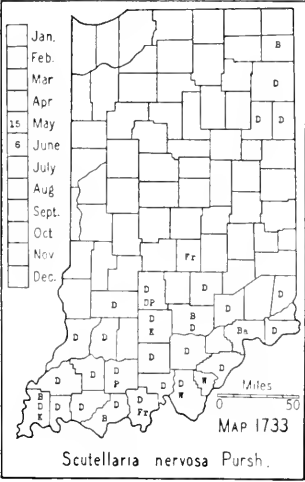 Jan.
Feb.
Mar
Apr
15 May
6 June
July
Aug
Sept.
Oct
Nov
Dec.
B
D
D D
Fr
D D D
D DP D
D B
K D Ba D
D D
D D
D
D D D
P D D W
B W
D
D D D D
Fr
K B
Miles
0 50
MAP 1733
Scutellaria nervosa Pursh.